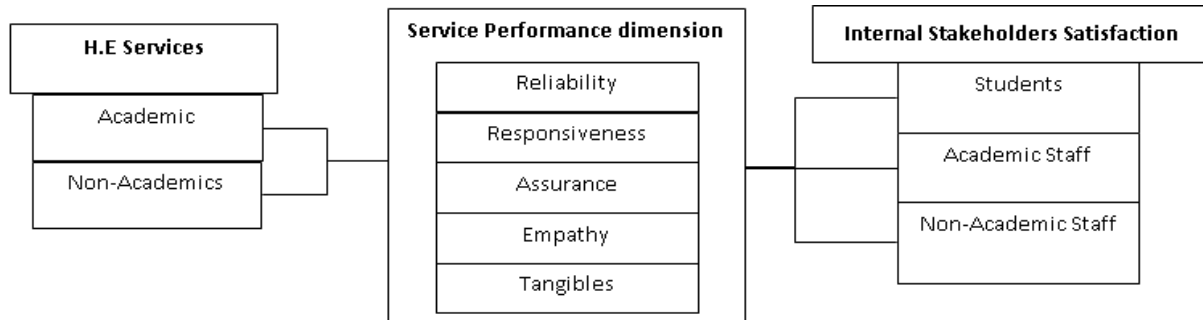 H.E Services
Academic
Non-Academics
Service Performance dimension
Reliability
Responsiveness
Assurance
Empathy
Tangibles
Internal Stakeholders Satisfaction
Students
Academic Staff
Non-Academic Staff